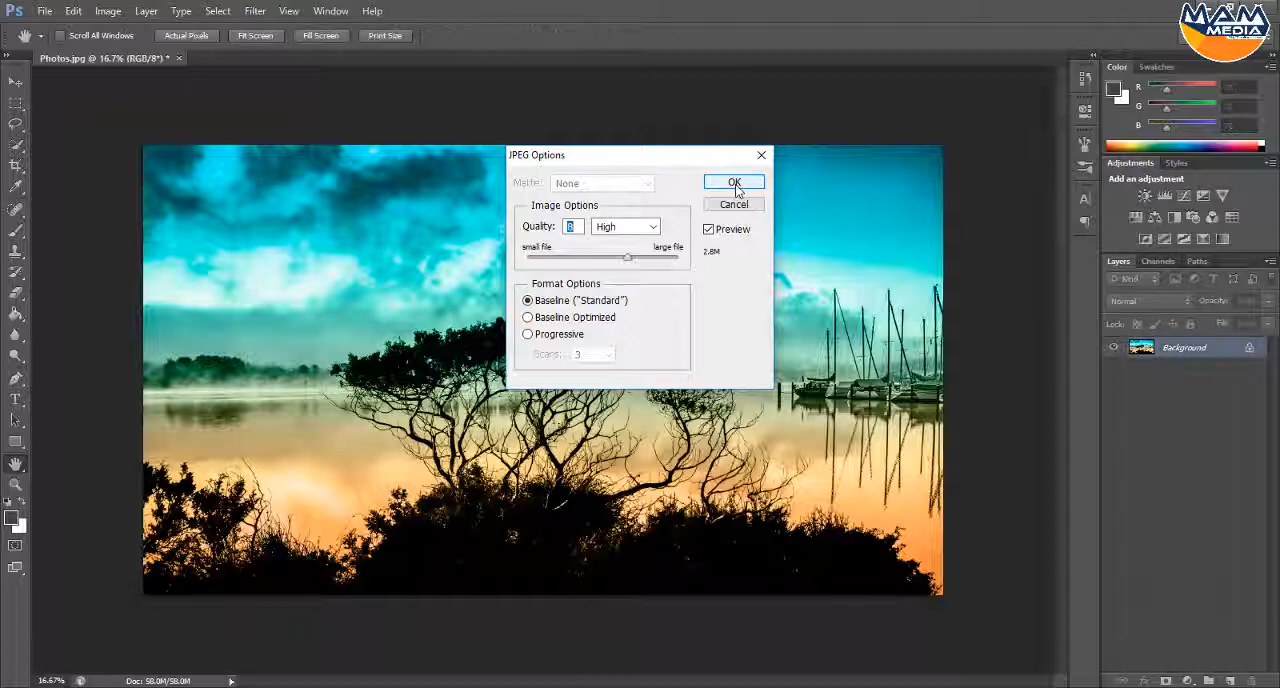 Ps File Edit Image Layer Type Select Filter View Window Help
MAM
MEDIA
Scroll All Windows Actual Pixels Fit Screen Fill Screen Print Size
Photos.jpg @ 16.7% (RGB/8*) * ×
Color Swatches
R
G
B
JPEG Options
Matte: None
OK
Cancel
Image Options
Quality: 8 High
small file large file
Preview
2.8M
Format Options
Baseline ("Standard")
Baseline Optimized
Progressive
Scans: 3
Adjustments Styles
Add an adjustment
Layers Channels Paths
Kind
Normal Opacity:
Lock: Fill:
Background
16.67% Doc: 58.0M/58.0M